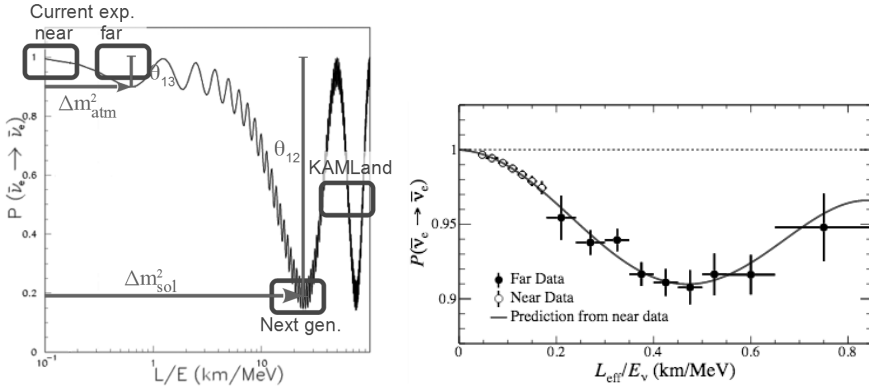 Current exp.
near far
1
θ13
Δm²atm
0.8
θ12
KAMLand
0.6
P (ν̄e → ν̄e)
0.4
Δm²sol
0.2
Next gen.
0
10⁻¹ 1 10
L/E (km/MeV)
1
0.95
P(ν̄e → ν̄e)
Far Data
Near Data
0.9
Prediction from near data
0 0.2 0.4 0.6 0.8
Leff/Eν (km/MeV)